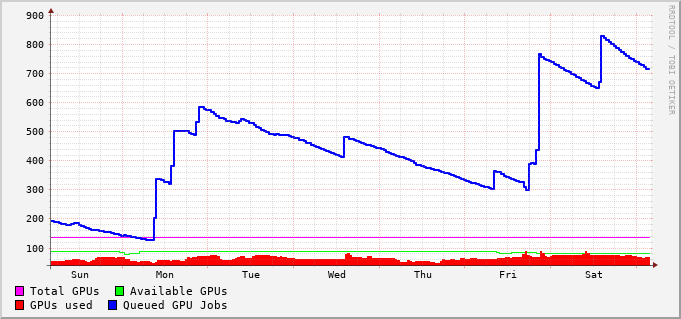 900
800
700
600
500
400
300
200
100
Sun Mon Tue Wed Thu Fri Sat
Total GPUs Available GPUs
GPUs used Queued GPU Jobs
RRDTOOL / TOBI OETIKER